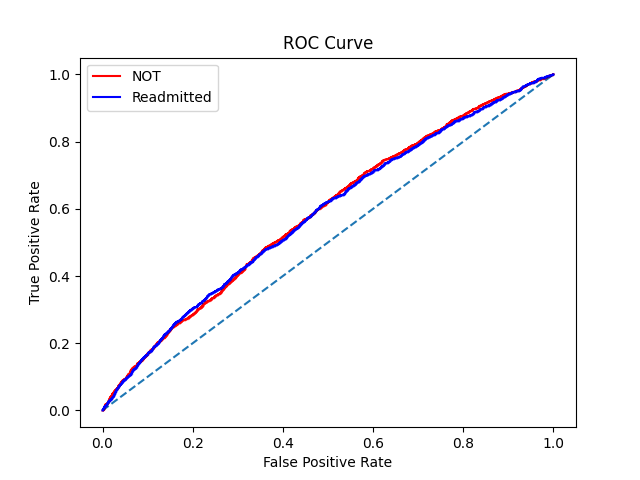 ROC Curve
NOT
Readmitted
True Positive Rate
1.0
0.8
0.6
0.4
0.2
0.0
0.0 0.2 0.4 0.6 0.8 1.0
False Positive Rate